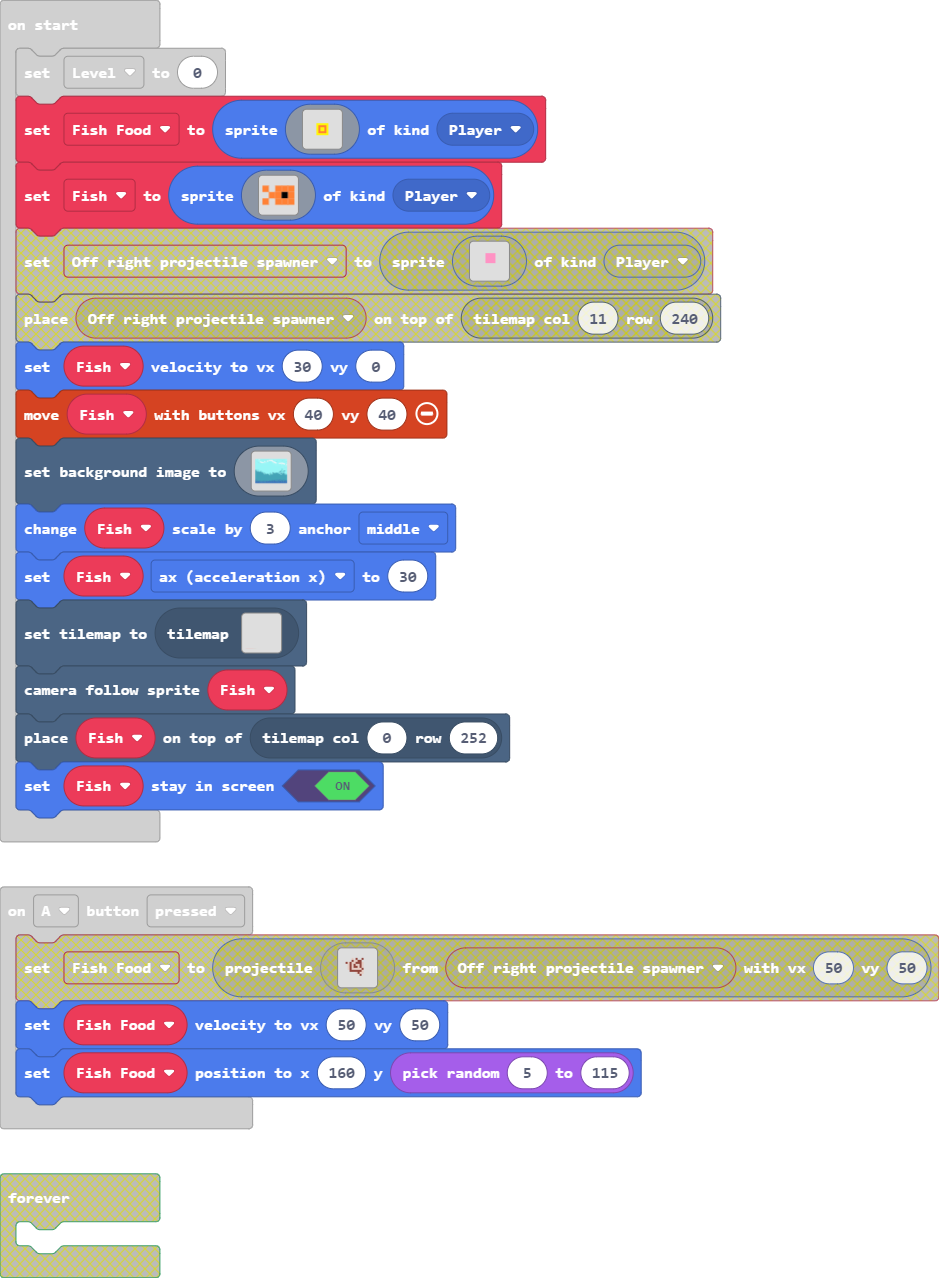 on start
set Level to 0
set Fish Food to sprite of kind Player
set Fish to sprite of kind Player
set Off right projectile spawner to sprite of kind Player
place Off right projectile spawner on top of tilemap col 11 row 240
set Fish velocity to vx 30 vy 0
move Fish with buttons vx 40 vy 40
set background image to
change Fish scale by 3 anchor middle
set Fish ax (acceleration x) to 30
set tilemap to tilemap
camera follow sprite Fish
place Fish on top of tilemap col 0 row 252
set Fish stay in screen ON
on A button pressed
set Fish Food to projectile from Off right projectile spawner with vx 50 vy 50
set Fish Food velocity to vx 50 vy 50
set Fish Food position to x 160 y pick random 5 to 115
forever